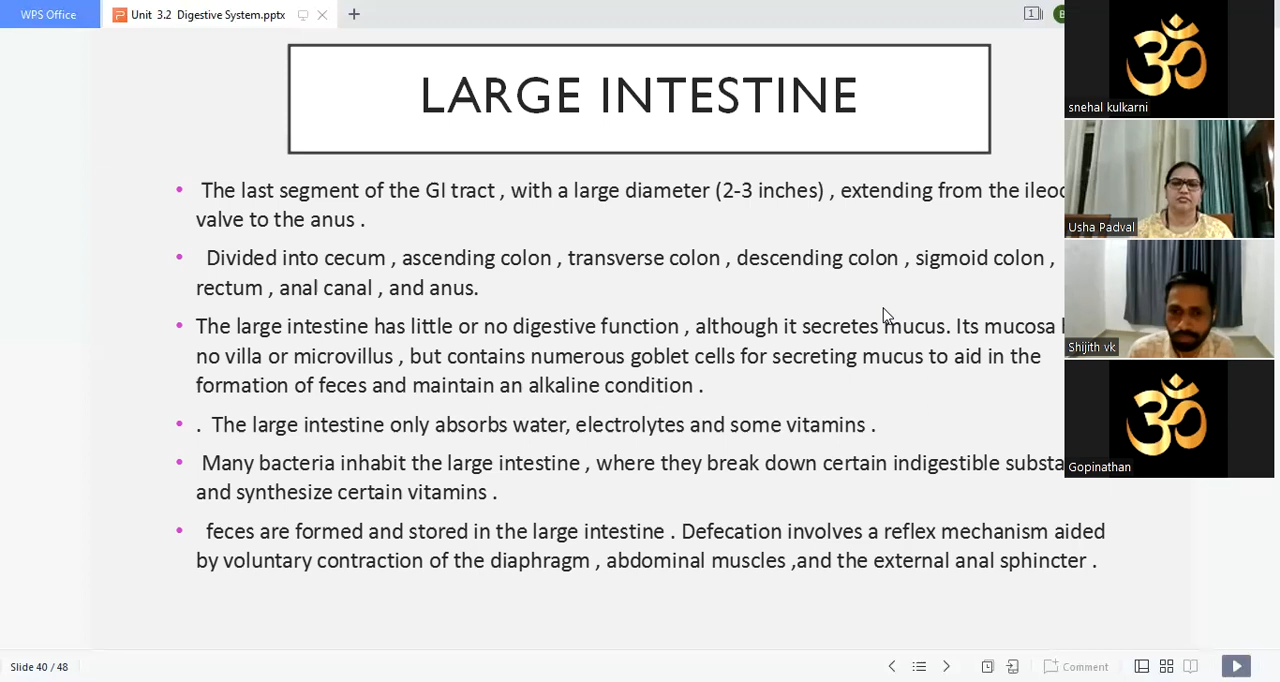 WPS Office
Unit 3.2 Digestive System.pptx
1
LARGE INTESTINE
• The last segment of the GI tract , with a large diameter (2-3 inches) , extending from the
valve to the anus .
• Divided into cecum , ascending colon , transverse colon , descending colon , sigmoid colon ,
rectum , anal canal , and anus.
• The large intestine has little or no digestive function , although it secretes mucus. Its mucosa
no villa or microvillus , but contains numerous goblet cells for secreting mucus to aid in the
formation of feces and maintain an alkaline condition .
• . The large intestine only absorbs water, electrolytes and some vitamins .
• Many bacteria inhabit the large intestine , where they break down certain indigestible
and synthesize certain vitamins .
• feces are formed and stored in the large intestine . Defecation involves a reflex mechanism aided
by voluntary contraction of the diaphragm , abdominal muscles ,and the external anal sphincter .
ॐ
snehal kulkarni
Usha Padval
Shijith vk
ॐ
Gopinathan
Slide 40 / 48
Comment